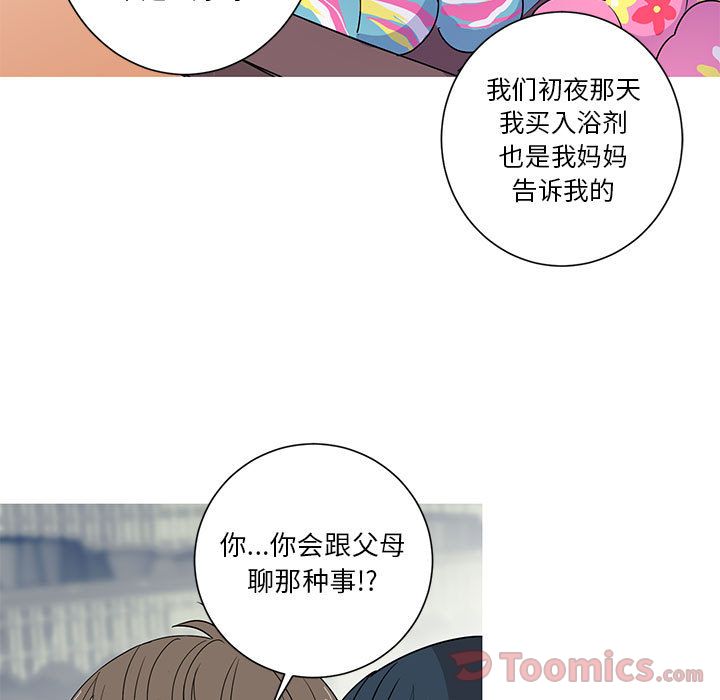 我们初夜那天
我买入浴剂
也是我妈妈
告诉我的
你...你会跟父母
聊那种事!?
Toomics.com